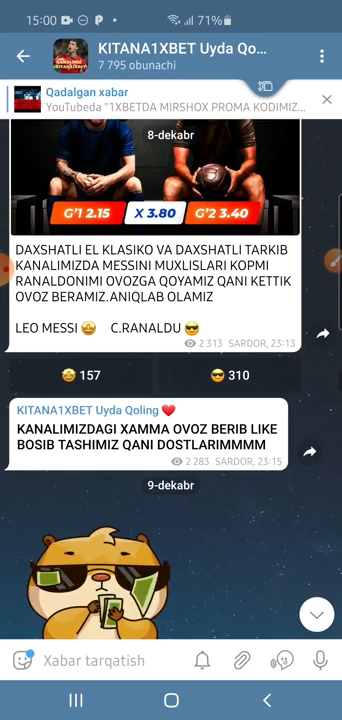 15:00 71%
KITANA1XBET Uyda Qo...
7 795 obunachi
Qadalgan xabar
YouTubeda "1XBETDA MIRSHOX PROMA KODIMIZ...
8-dekabr
G'1 2.15 X 3.80 G'2 3.40
DAXSHATLI EL KLASIKO VA DAXSHATLI TARKIB
KANALIMIZDA MESSINI MUXLISLARI KOPMI
RANALDONIMI OVOZGA QOYAMIZ QANI KETTIK
OVOZ BERAMIZ.ANIQLAB OLAMIZ
LEO MESSI 🤩 C.RANALDU 😎
2 313 SARDOR, 23:13
🤩 157 😎 310
KITANA1XBET Uyda Qoling ❤️
KANALIMIZDAGI XAMMA OVOZ BERIB LIKE
BOSIB TASHIMIZ QANI DOSTLARIMMMM
2 283 SARDOR, 23:15
9-dekabr
Xabar tarqatish